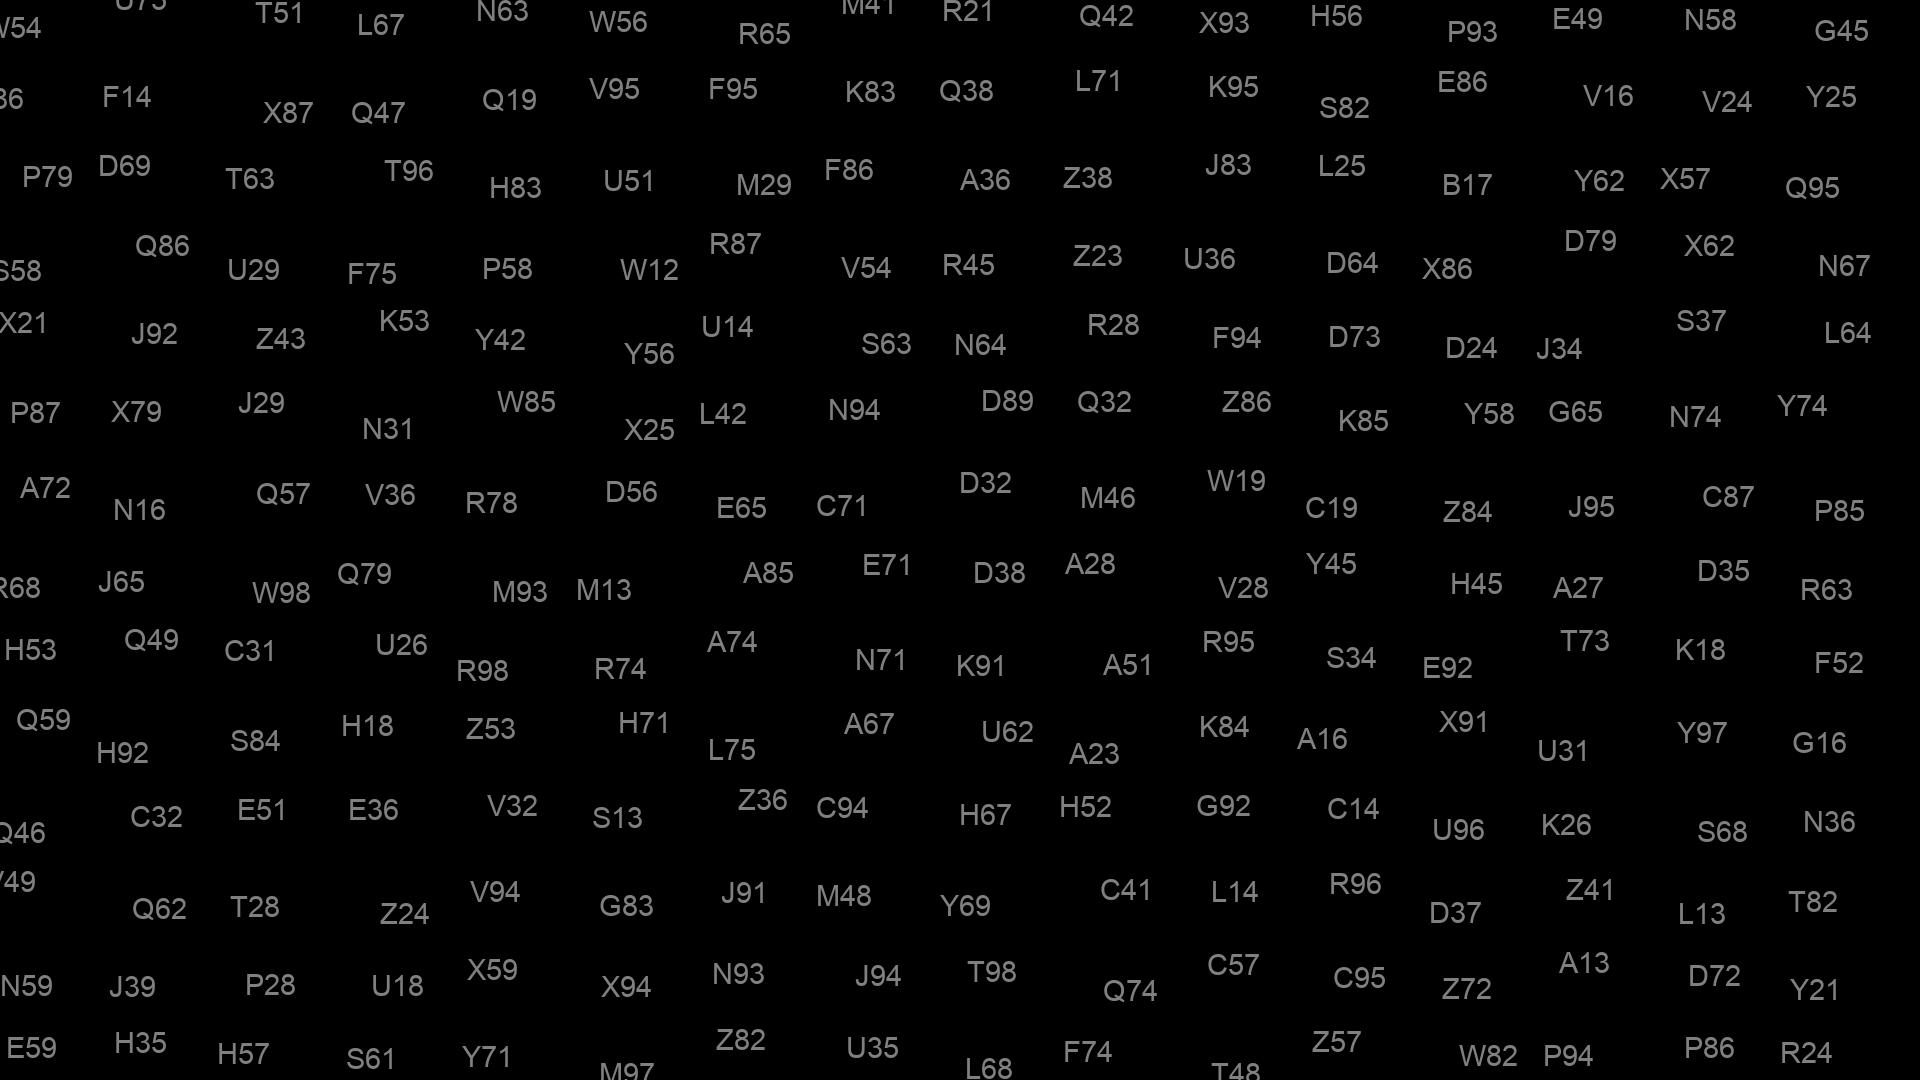 T51 L67 N63 W56 R65 M41 R21 Q42 X93 H56 P93 E49 N58 G45
F14 X87 Q47 Q19 V95 F95 K83 Q38 L71 K95 S82 E86 V16 V24 Y25
P79 D69 T63 T96 H83 U51 M29 F86 A36 Z38 J83 L25 B17 Y62 X57 Q95
S58 Q86 U29 F75 P58 W12 R87 V54 R45 Z23 U36 D64 X86 D79 X62 N67
X21 J92 Z43 K53 Y42 Y56 U14 S63 N64 R28 F94 D73 D24 J34 S37 L64
P87 X79 J29 N31 W85 X25 L42 N94 D89 Q32 Z86 K85 Y58 G65 N74 Y74
A72 N16 Q57 V36 R78 D56 E65 C71 D32 M46 W19 C19 Z84 J95 C87 P85
R68 J65 W98 Q79 M93 M13 A85 E71 D38 A28 V28 Y45 H45 A27 D35 R63
H53 Q49 C31 U26 R98 R74 A74 N71 K91 A51 R95 S34 E92 T73 K18 F52
Q59 H92 S84 H18 Z53 H71 L75 A67 U62 A23 K84 A16 X91 U31 Y97 G16
Q46 C32 E51 E36 V32 S13 Z36 C94 H67 H52 G92 C14 U96 K26 S68 N36
Q62 T28 Z24 V94 G83 J91 M48 Y69 C41 L14 R96 D37 Z41 L13 T82
N59 J39 P28 U18 X59 X94 N93 J94 T98 Q74 C57 C95 Z72 A13 D72 Y21
E59 H35 H57 S61 Y71 M97 Z82 U35 L68 F74 T48 Z57 W82 P94 P86 R24